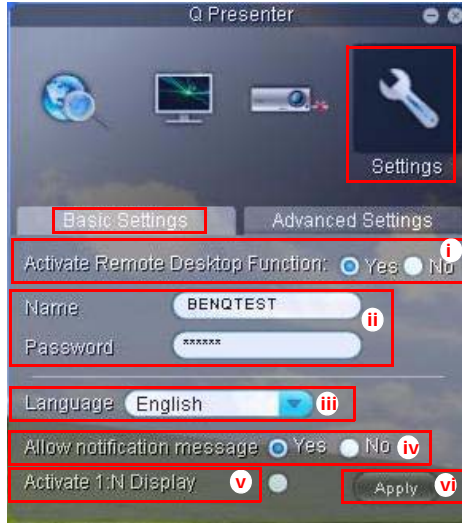 Q Presenter
Settings
Basic Settings Advanced Settings
i
Activate Remote Desktop Function: Yes No
Name BENQTEST
ii
Password ******
Language English iii
Allow notification message Yes No iv
Activate 1:N Display v Apply vi